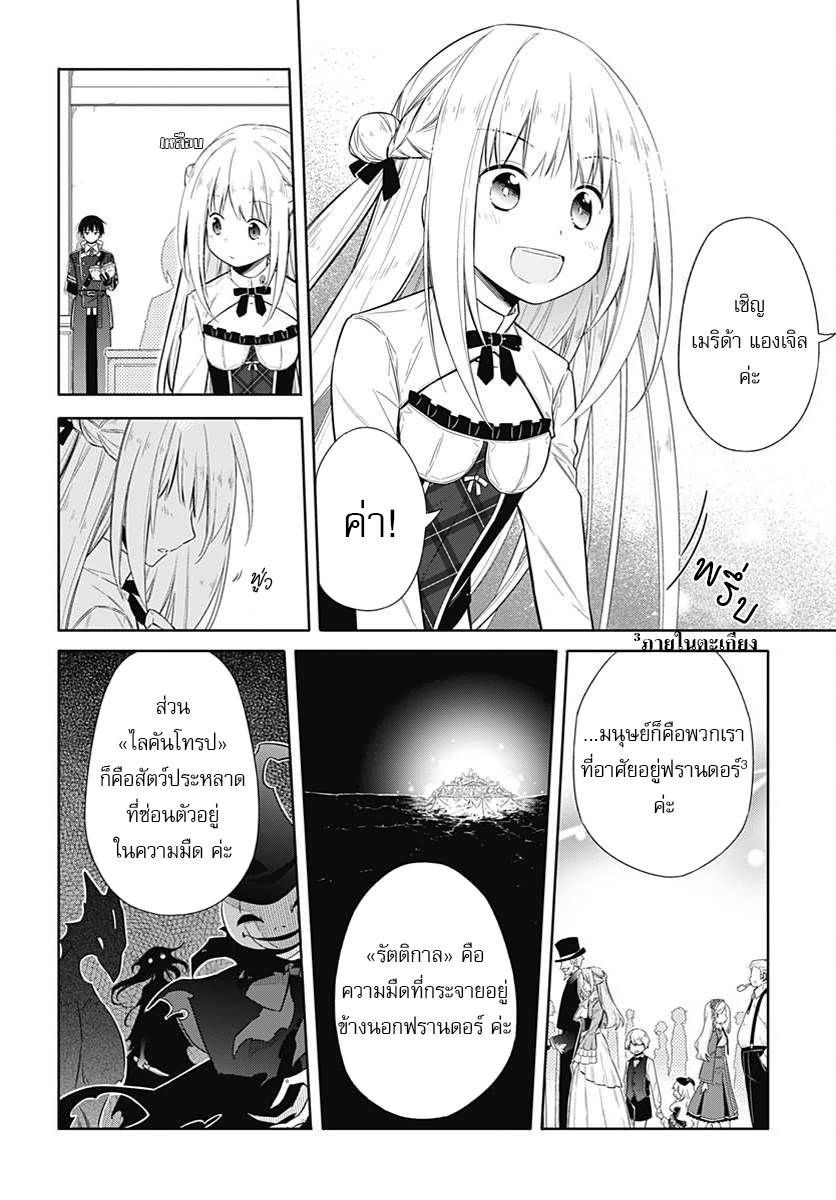 เชิญ
เมริด้า แองเจิล
ค่ะ
ค่า!
พรึ่บ
เหลือบ
ฟู่ว
³ภายในตะเกียง
...มนุษย์ก็คือพวกเรา
ที่อาศัยอยู่ฟรานดอร์³
ค่ะ
«รัตติกาล» คือ
ความมืดที่กระจายอยู่
ข้างนอกฟรานดอร์ ค่ะ
ส่วน
«ไลคันโทรป»
ก็คือสัตว์ประหลาด
ที่ซ่อนตัวอยู่
ในความมืด ค่ะ